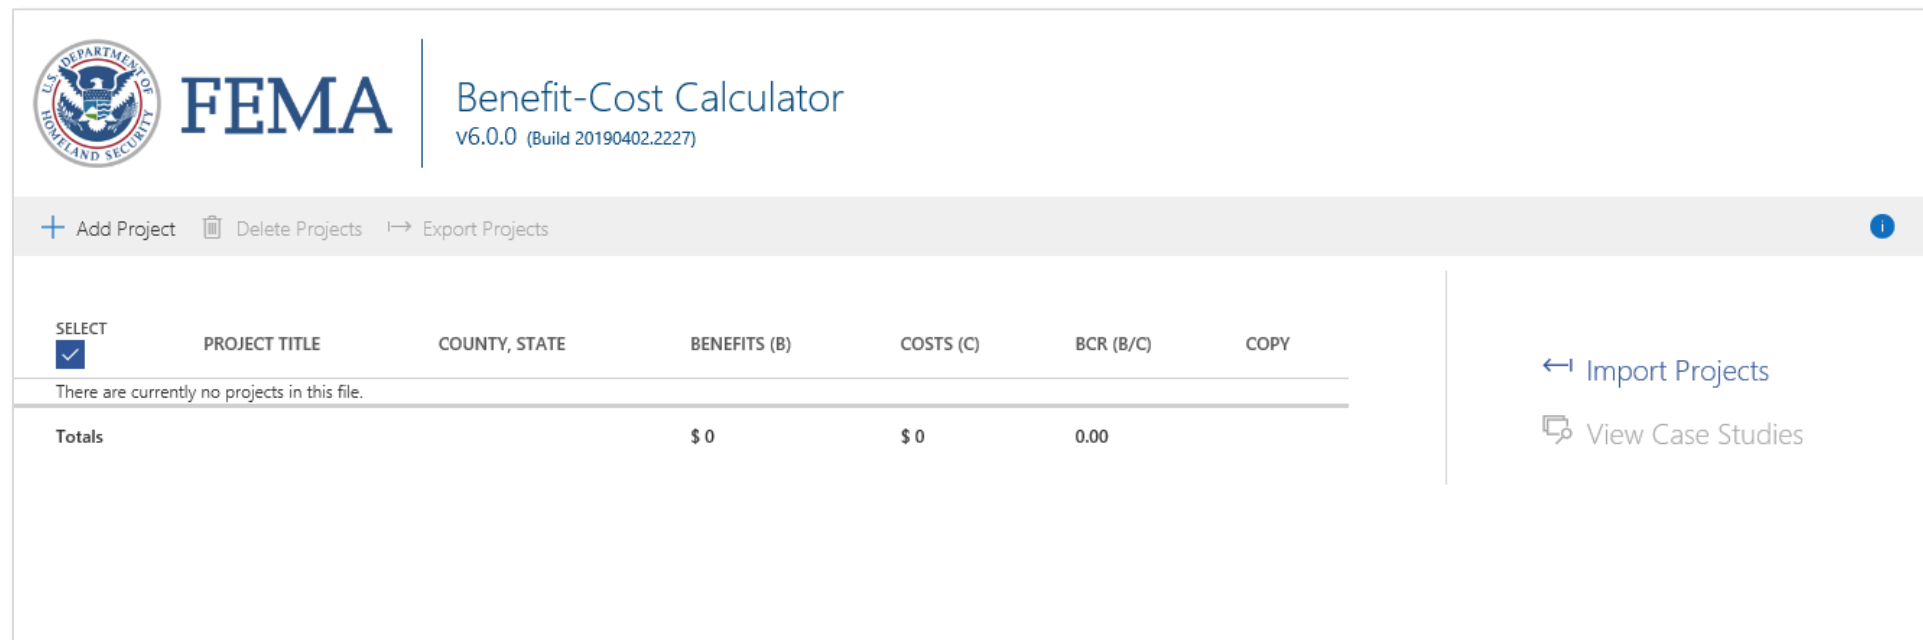 U.S. DEPARTMENT OF
HOMELAND SECURITY
FEMA
Benefit-Cost Calculator
V6.0.0 (Build 20190402.2227)
Add Project Delete Projects Export Projects i
SELECT
PROJECT TITLE COUNTY, STATE BENEFITS (B) COSTS (C) BCR (B/C) COPY
There are currently no projects in this file.
Totals $ 0 $ 0 0.00
Import Projects
View Case Studies